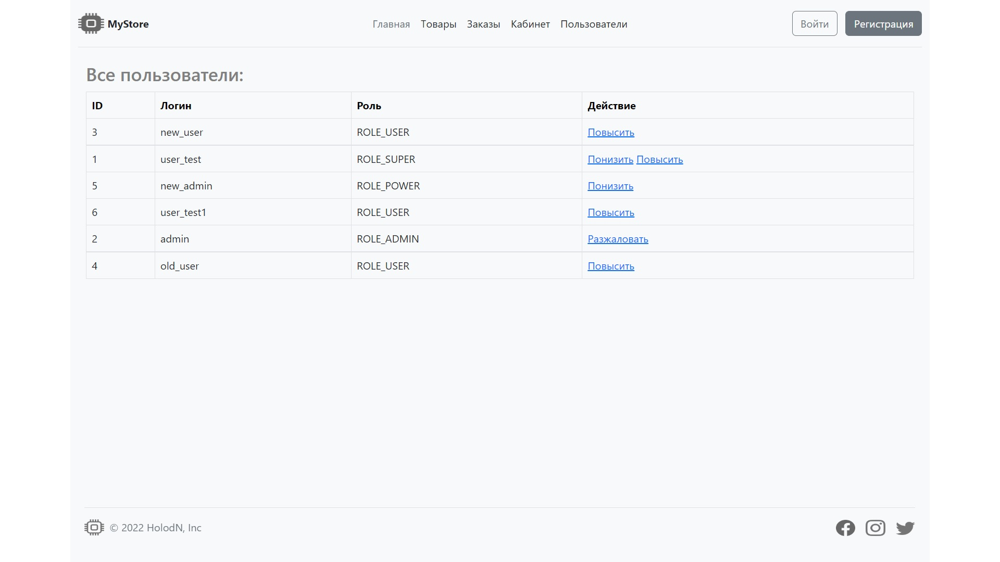 MyStore Главная Товары Заказы Кабинет Пользователи Войти Регистрация
Все пользователи:
ID Логин Роль Действие
3 new_user ROLE_USER Повысить
1 user_test ROLE_SUPER Понизить Повысить
5 new_admin ROLE_POWER Понизить
6 user_test1 ROLE_USER Повысить
2 admin ROLE_ADMIN Разжаловать
4 old_user ROLE_USER Повысить
© 2022 HolodN, Inc